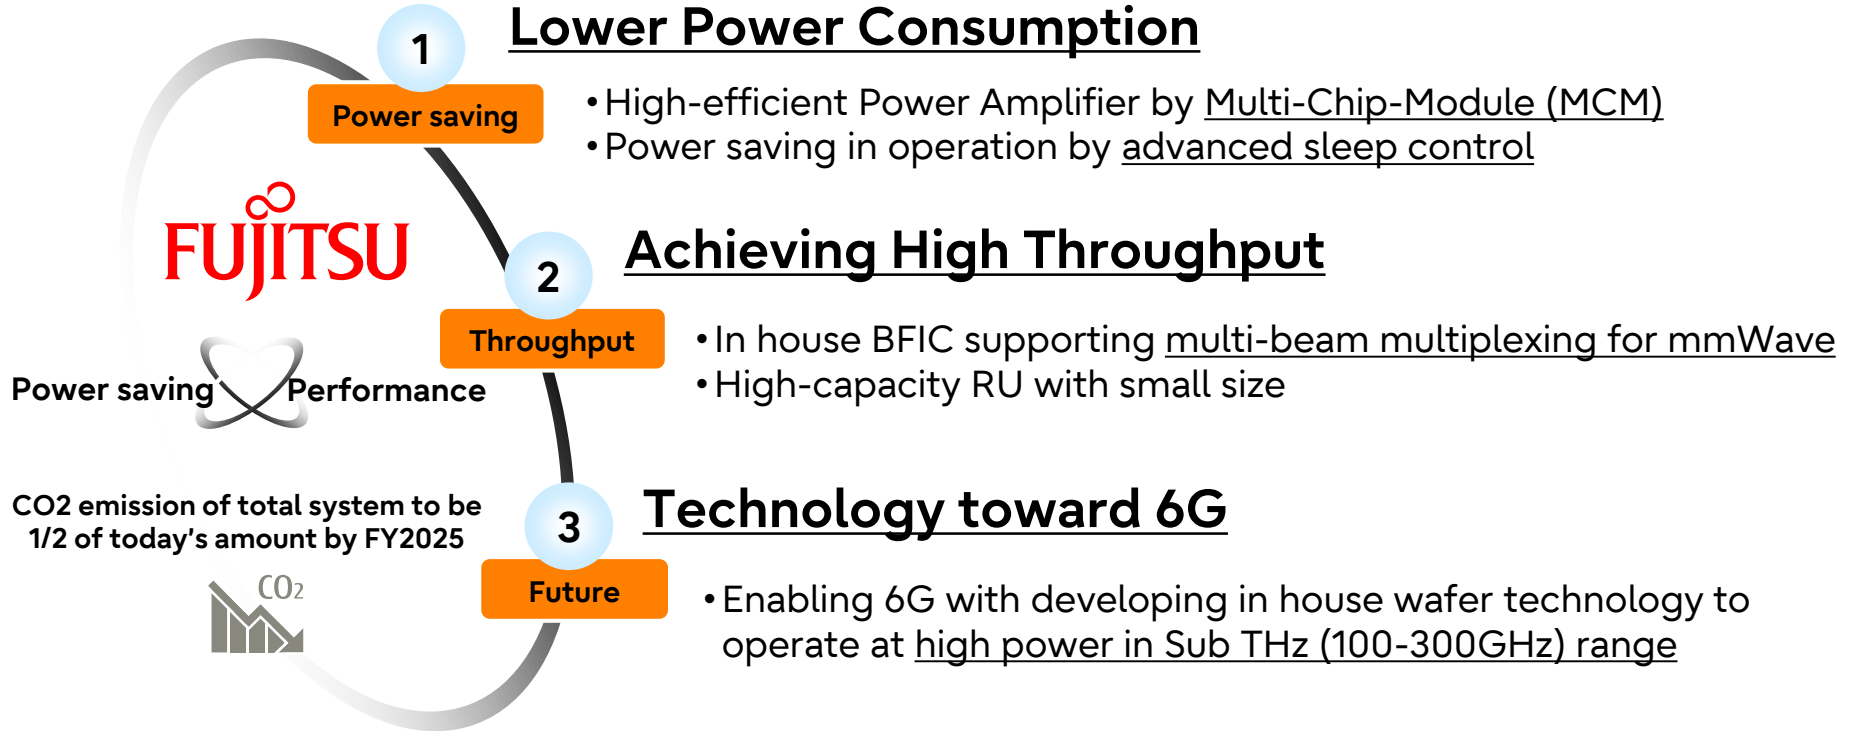 1
Lower Power Consumption
Power saving
•High-efficient Power Amplifier by Multi-Chip-Module (MCM)
•Power saving in operation by advanced sleep control
FUJITSU
2
Achieving High Throughput
Throughput
•In house BFIC supporting multi-beam multiplexing for mmWave
•High-capacity RU with small size
Power saving Performance
CO2 emission of total system to be
1/2 of today's amount by FY2025
CO2
3
Technology toward 6G
Future
•Enabling 6G with developing in house wafer technology to
operate at high power in Sub THz (100-300GHz) range